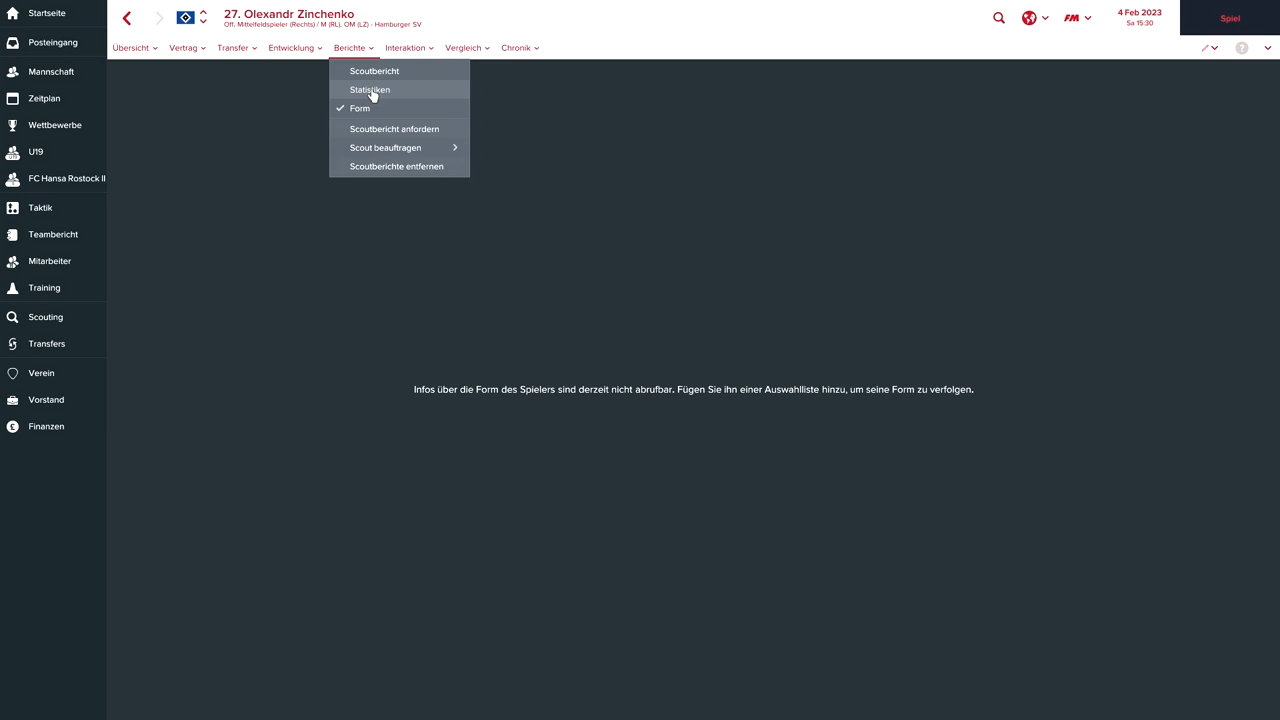 Startseite
Posteingang
Mannschaft
Zeitplan
Wettbewerbe
U19
FC Hansa Rostock II
Taktik
Teambericht
Mitarbeiter
Training
Scouting
Transfers
Verein
Vorstand
Finanzen
27. Olexandr Zinchenko
Off. Mittelfeldspieler (Rechts) / M (RL), OM (LZ) - Hamburger SV
FM
4 Feb 2023
Sa 15:30
Spiel
Übersicht Vertrag Transfer Entwicklung Berichte Interaktion Vergleich Chronik
Scoutbericht
Statistiken
Form
Scoutbericht anfordern
Scout beauftragen
Scoutberichte entfernen
Infos über die Form des Spielers sind derzeit nicht abrufbar. Fügen Sie ihn einer Auswahlliste hinzu, um seine Form zu verfolgen.